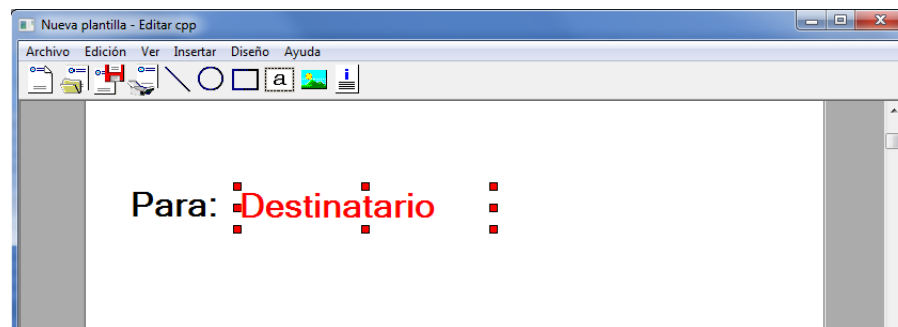 Nueva plantilla - Editar cpp
Archivo Edición Ver Insertar Diseño Ayuda
a i
Para: Destinatario